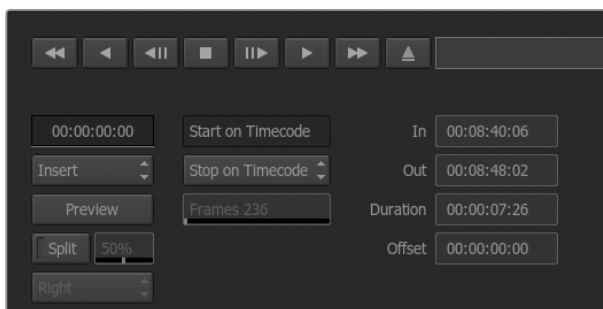 00:00:00:00 Start on Timecode In 00:08:40:06
Insert Stop on Timecode Out 00:08:48:02
Preview Frames 236 Duration 00:00:07:26
Split 50% Offset 00:00:00:00
Right